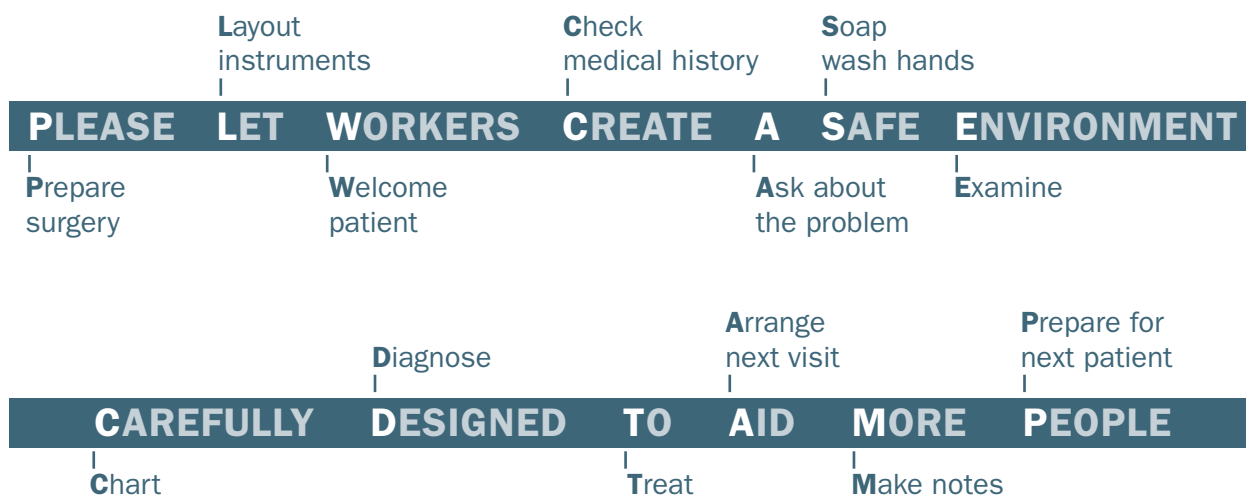 Layout
instruments
Check
medical history
Soap
wash hands
PLEASE LET WORKERS CREATE A SAFE ENVIRONMENT
Prepare
surgery
Welcome
patient
Ask about
the problem
Examine
Diagnose
Arrange
next visit
Prepare for
next patient
CAREFULLY DESIGNED TO AID MORE PEOPLE
Chart
Treat
Make notes